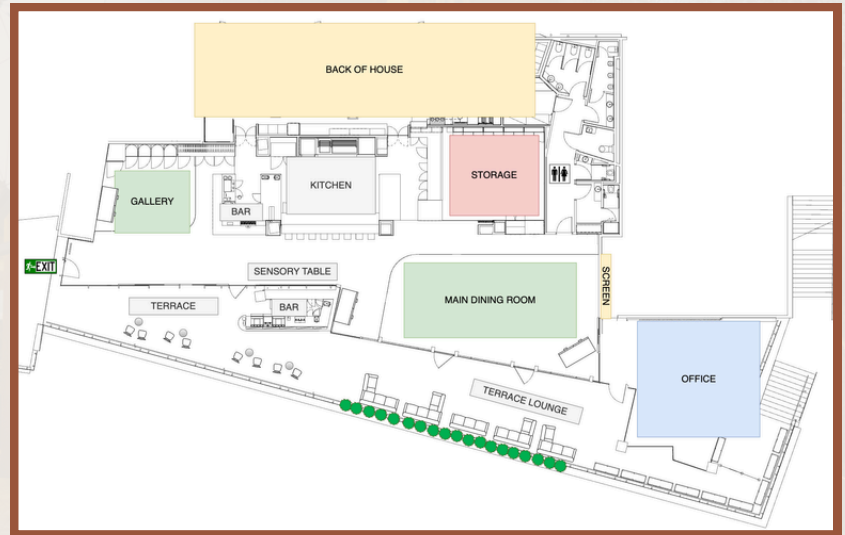 BACK OF HOUSE
STORAGE
KITCHEN
GALLERY
BAR
EXIT
SENSORY TABLE
SCREEN
MAIN DINING ROOM
TERRACE
BAR
OFFICE
TERRACE LOUNGE